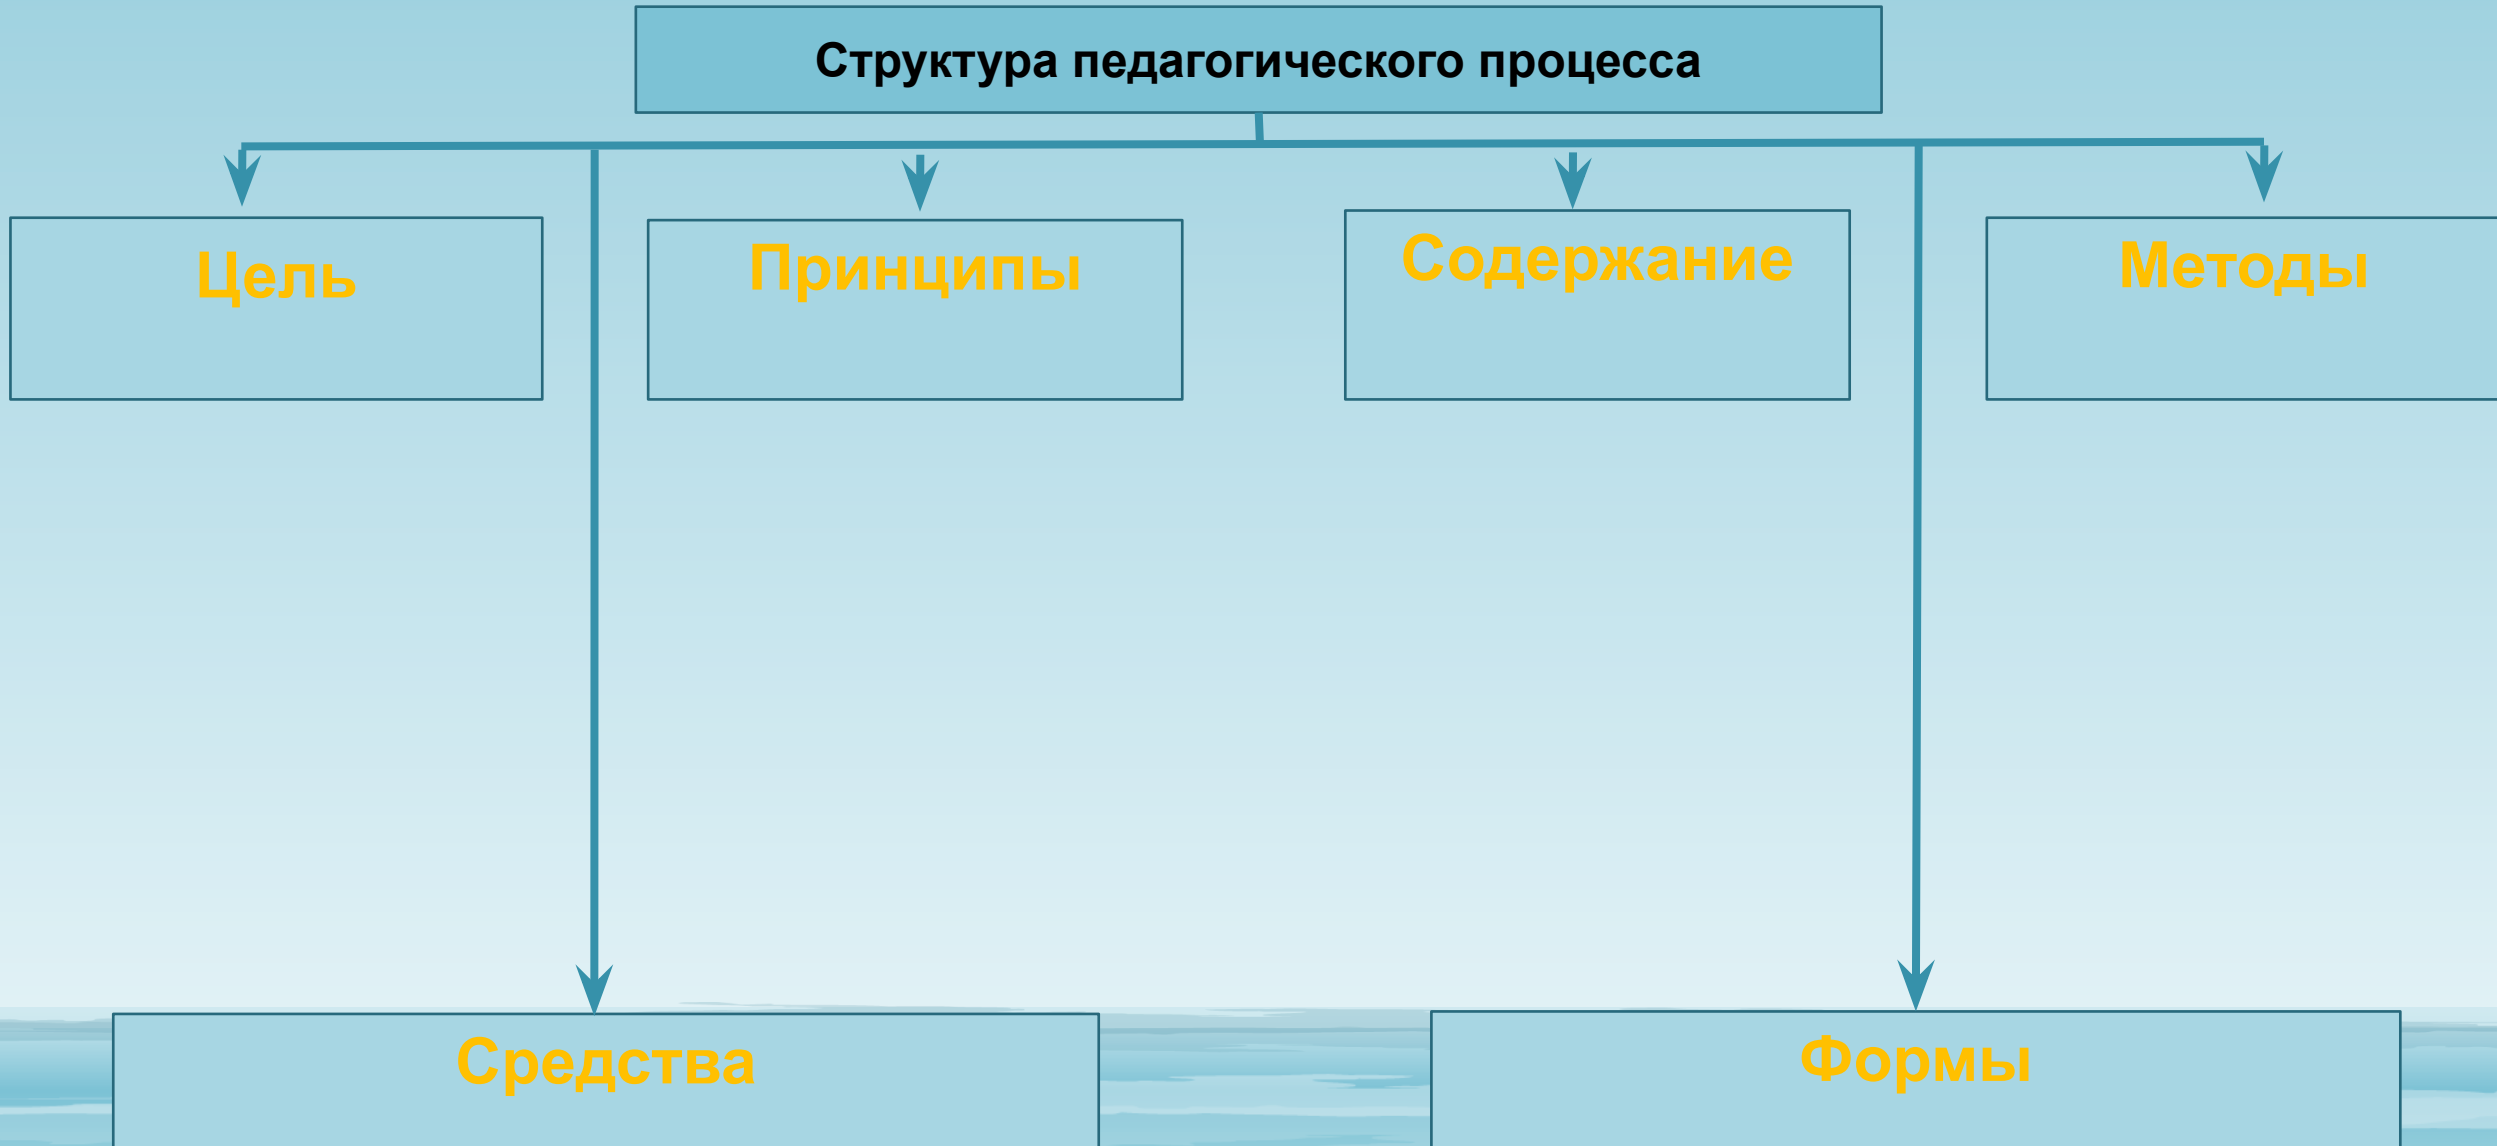 Структура педагогического процесса
Цель
Принципы
Содержание
Методы
Средства
Формы